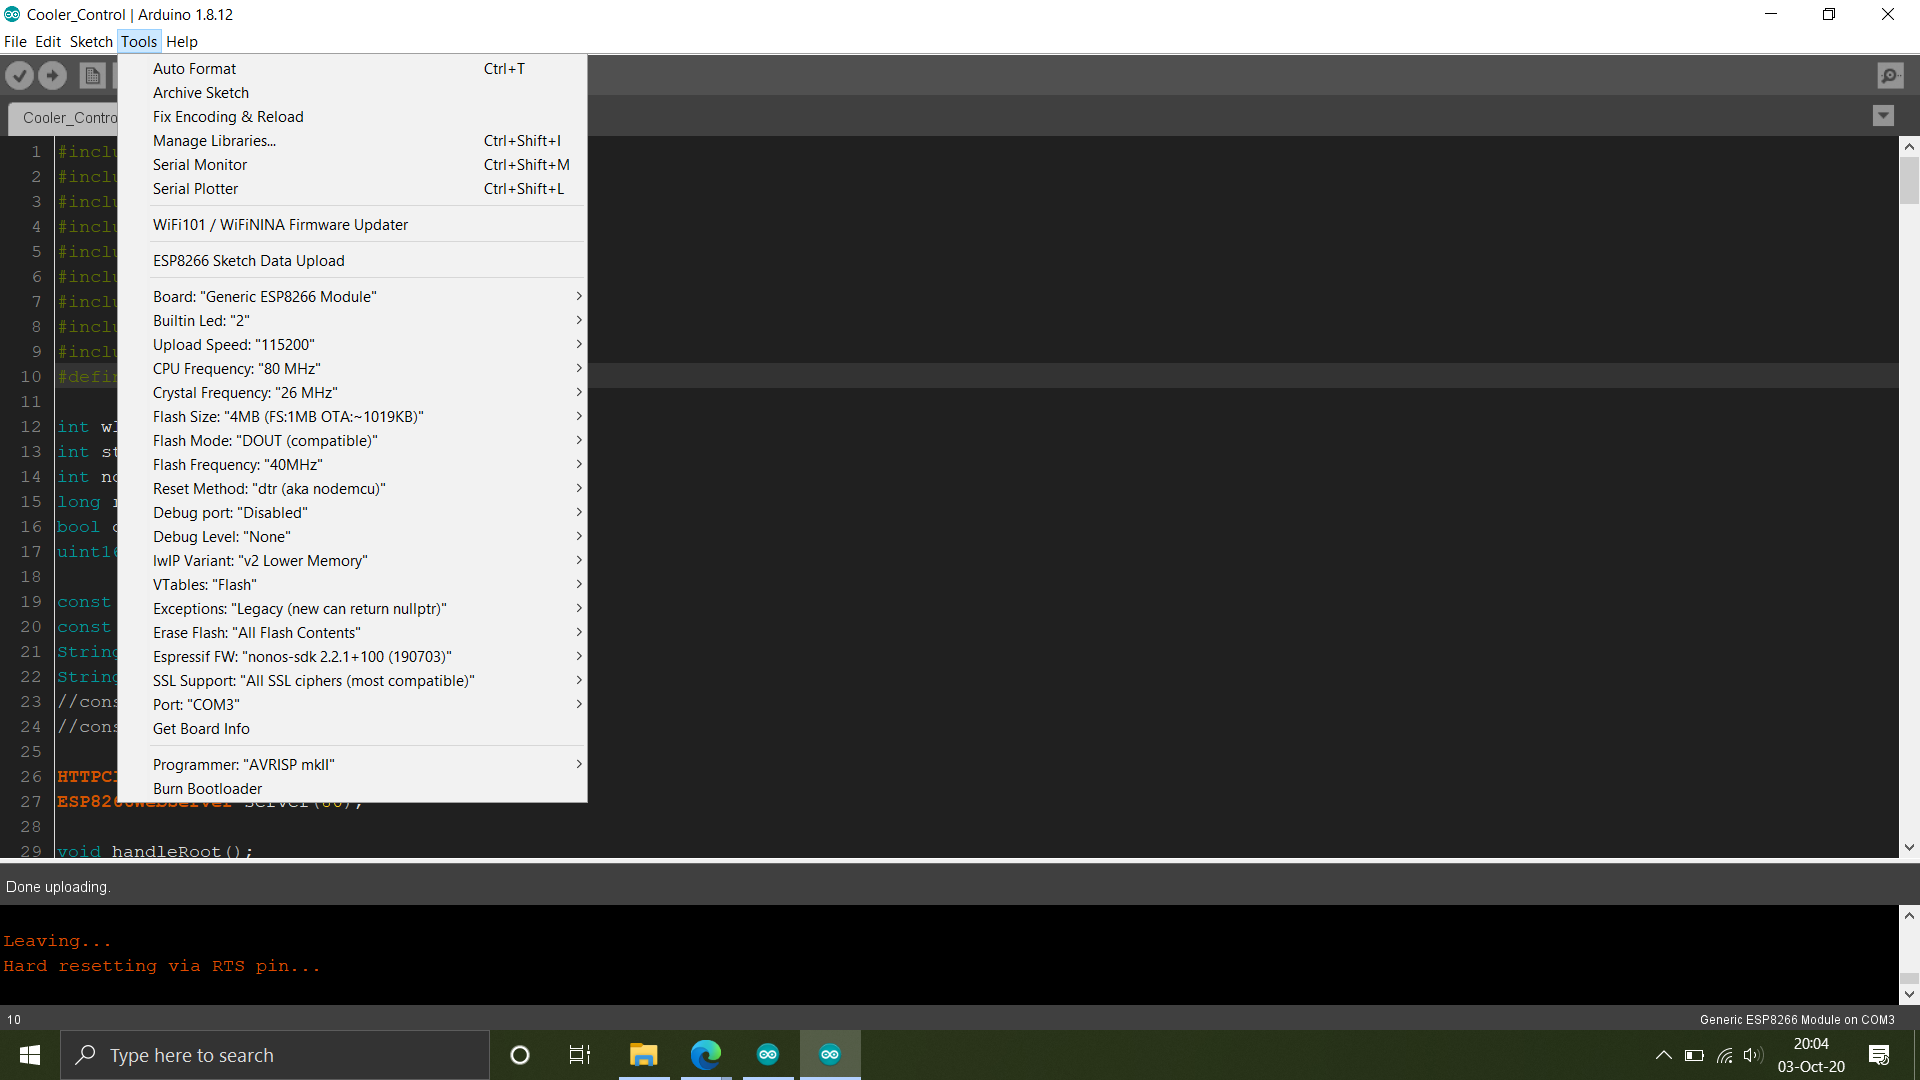 Cooler_Control | Arduino 1.8.12
File Edit Sketch Tools Help
Auto Format Ctrl+T
Archive Sketch
Fix Encoding & Reload
Manage Libraries... Ctrl+Shift+I
Serial Monitor Ctrl+Shift+M
Serial Plotter Ctrl+Shift+L
WiFi101 / WiFiNINA Firmware Updater
ESP8266 Sketch Data Upload
Board: "Generic ESP8266 Module"
Builtin Led: "2"
Upload Speed: "115200"
CPU Frequency: "80 MHz"
Crystal Frequency: "26 MHz"
Flash Size: "4MB (FS:1MB OTA:~1019KB)"
Flash Mode: "DOUT (compatible)"
Flash Frequency: "40MHz"
Reset Method: "dtr (aka nodemcu)"
Debug port: "Disabled"
Debug Level: "None"
lwIP Variant: "v2 Lower Memory"
VTables: "Flash"
Exceptions: "Legacy (new can return nullptr)"
Erase Flash: "All Flash Contents"
Espressif FW: "nonos-sdk 2.2.1+100 (190703)"
SSL Support: "All SSL ciphers (most compatible)"
Port: "COM3"
Get Board Info
Programmer: "AVRISP mkII"
Burn Bootloader
Cooler_Contro
1 #inclu
2 #inclu
3 #inclu
4 #inclu
5 #inclu
6 #inclu
7 #inclu
8 #inclu
9 #inclu
10 #defin
11
12 int wl
13 int st
14 int no
15 long
16 bool
17 uint16
18
19 const
20 const
21 String
22 String
23 //cons
24 //cons
25
26 HTTPCl
27 ESP8266WebServer server(80);
28
29 void handleRoot();
Done uploading.
Leaving...
Hard resetting via RTS pin...
10
Generic ESP8266 Module on COM3
Type here to search
20:04
03-Oct-20